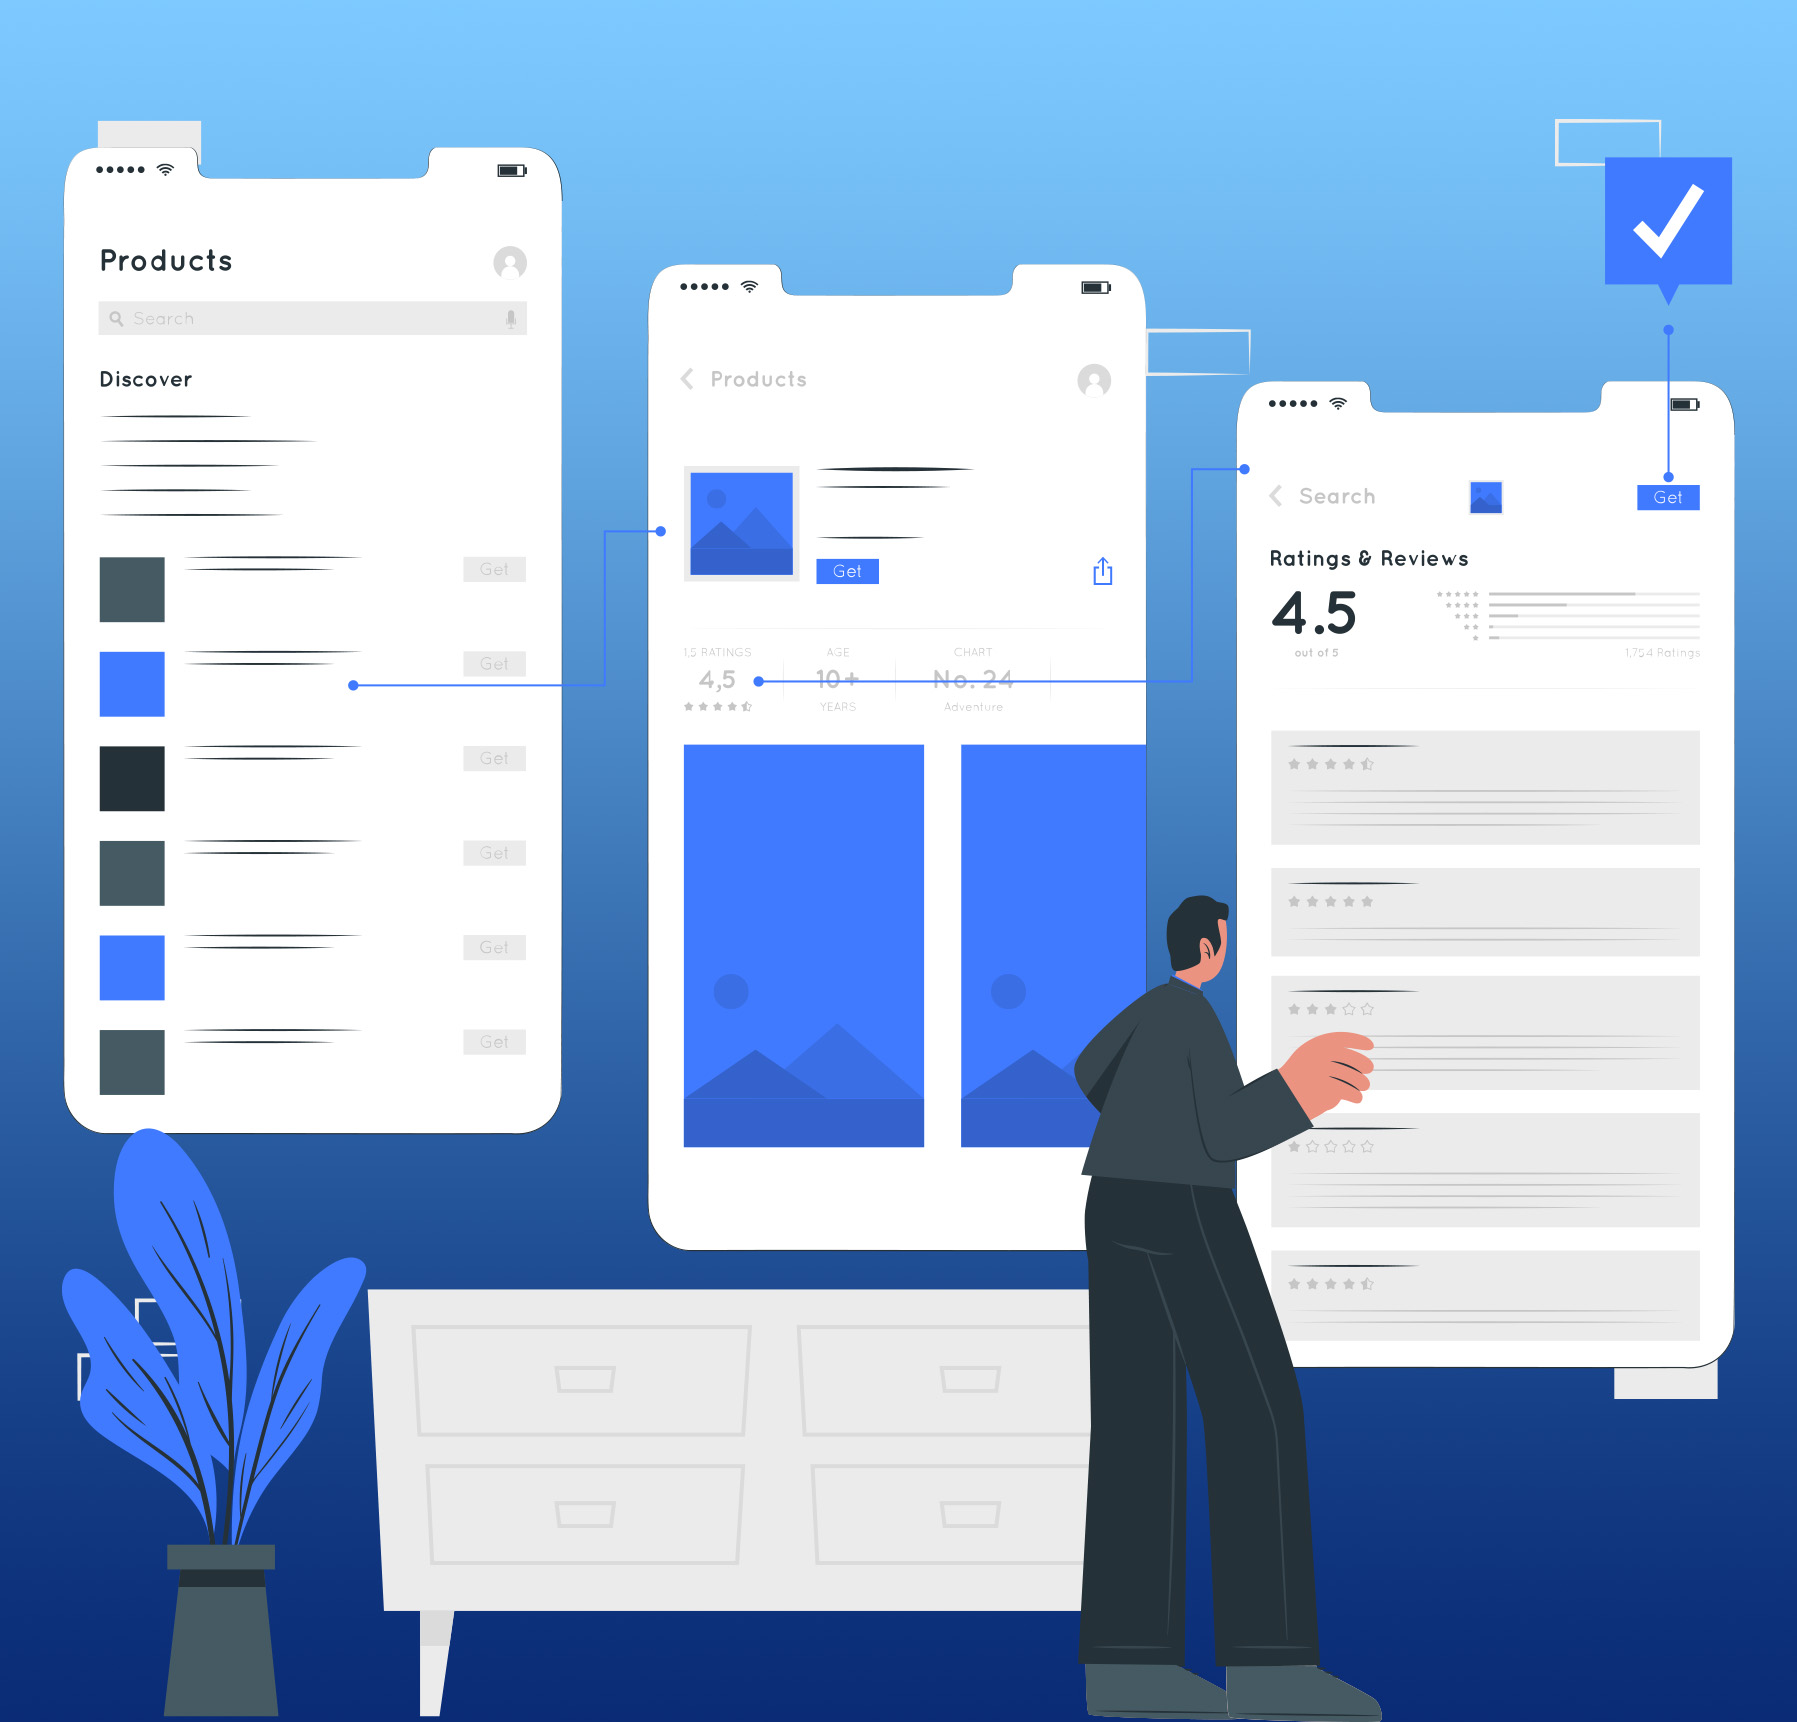 Products
Search
Discover
Get
Get
Get
Get
Get
Get
Products
Get
1,5 RATINGS
AGE
CHART
4,5
10+
No. 24
YEARS
Adventure
Search
Get
Ratings & Reviews
4.5
out of 5
1,754 Ratings